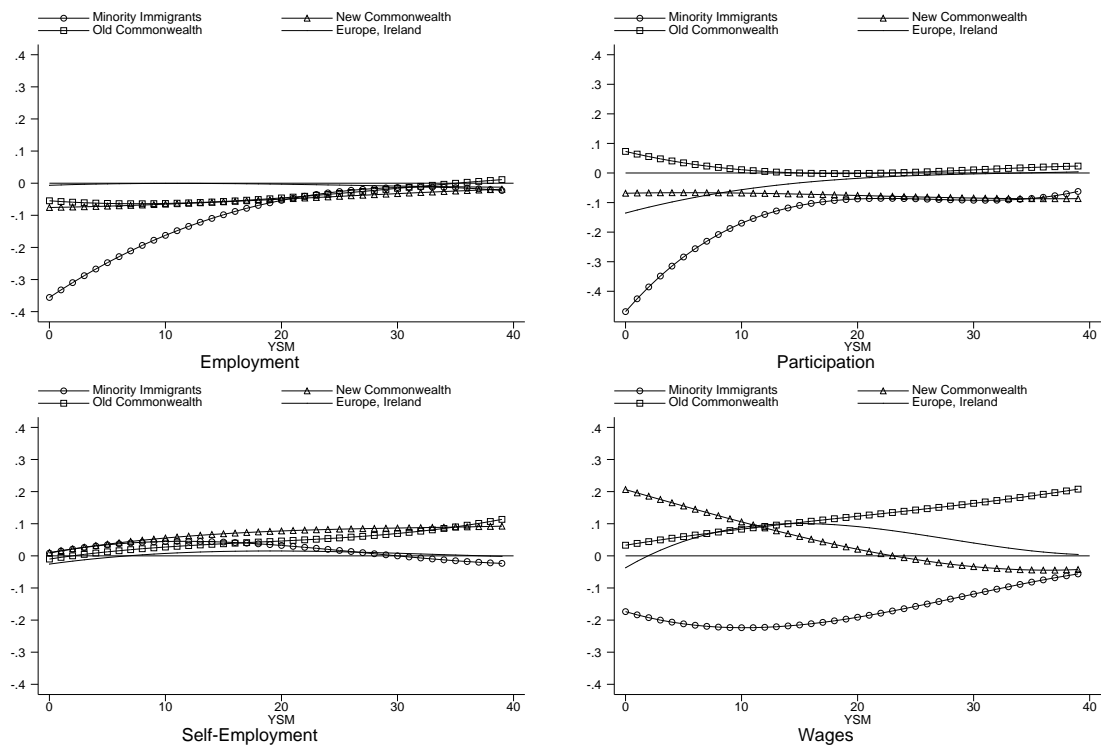 Minority Immigrants New Commonwealth
Old Commonwealth Europe, Ireland
.4
.3
.2
.1
0
-.1
-.2
-.3
-.4
0 10 20 30 40
YSM
Employment
Minority Immigrants New Commonwealth
Old Commonwealth Europe, Ireland
.4
.3
.2
.1
0
-.1
-.2
-.3
-.4
0 10 20 30 40
YSM
Participation
Minority Immigrants New Commonwealth
Old Commonwealth Europe, Ireland
.4
.3
.2
.1
0
-.1
-.2
-.3
-.4
0 10 20 30 40
YSM
Self-Employment
Minority Immigrants New Commonwealth
Old Commonwealth Europe, Ireland
.4
.3
.2
.1
0
-.1
-.2
-.3
-.4
0 10 20 30 40
YSM
Wages